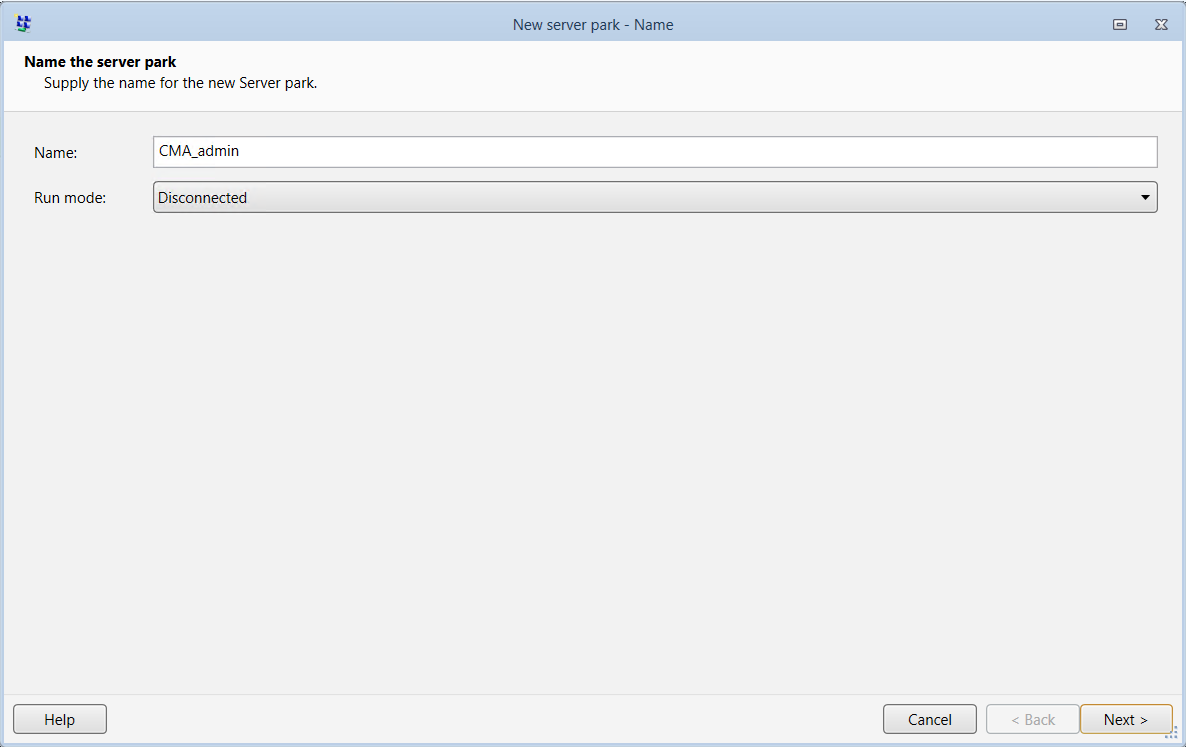 New server park - Name
Name the server park
Supply the name for the new Server park.
Name: CMA_admin
Run mode: Disconnected
Help Cancel < Back Next >